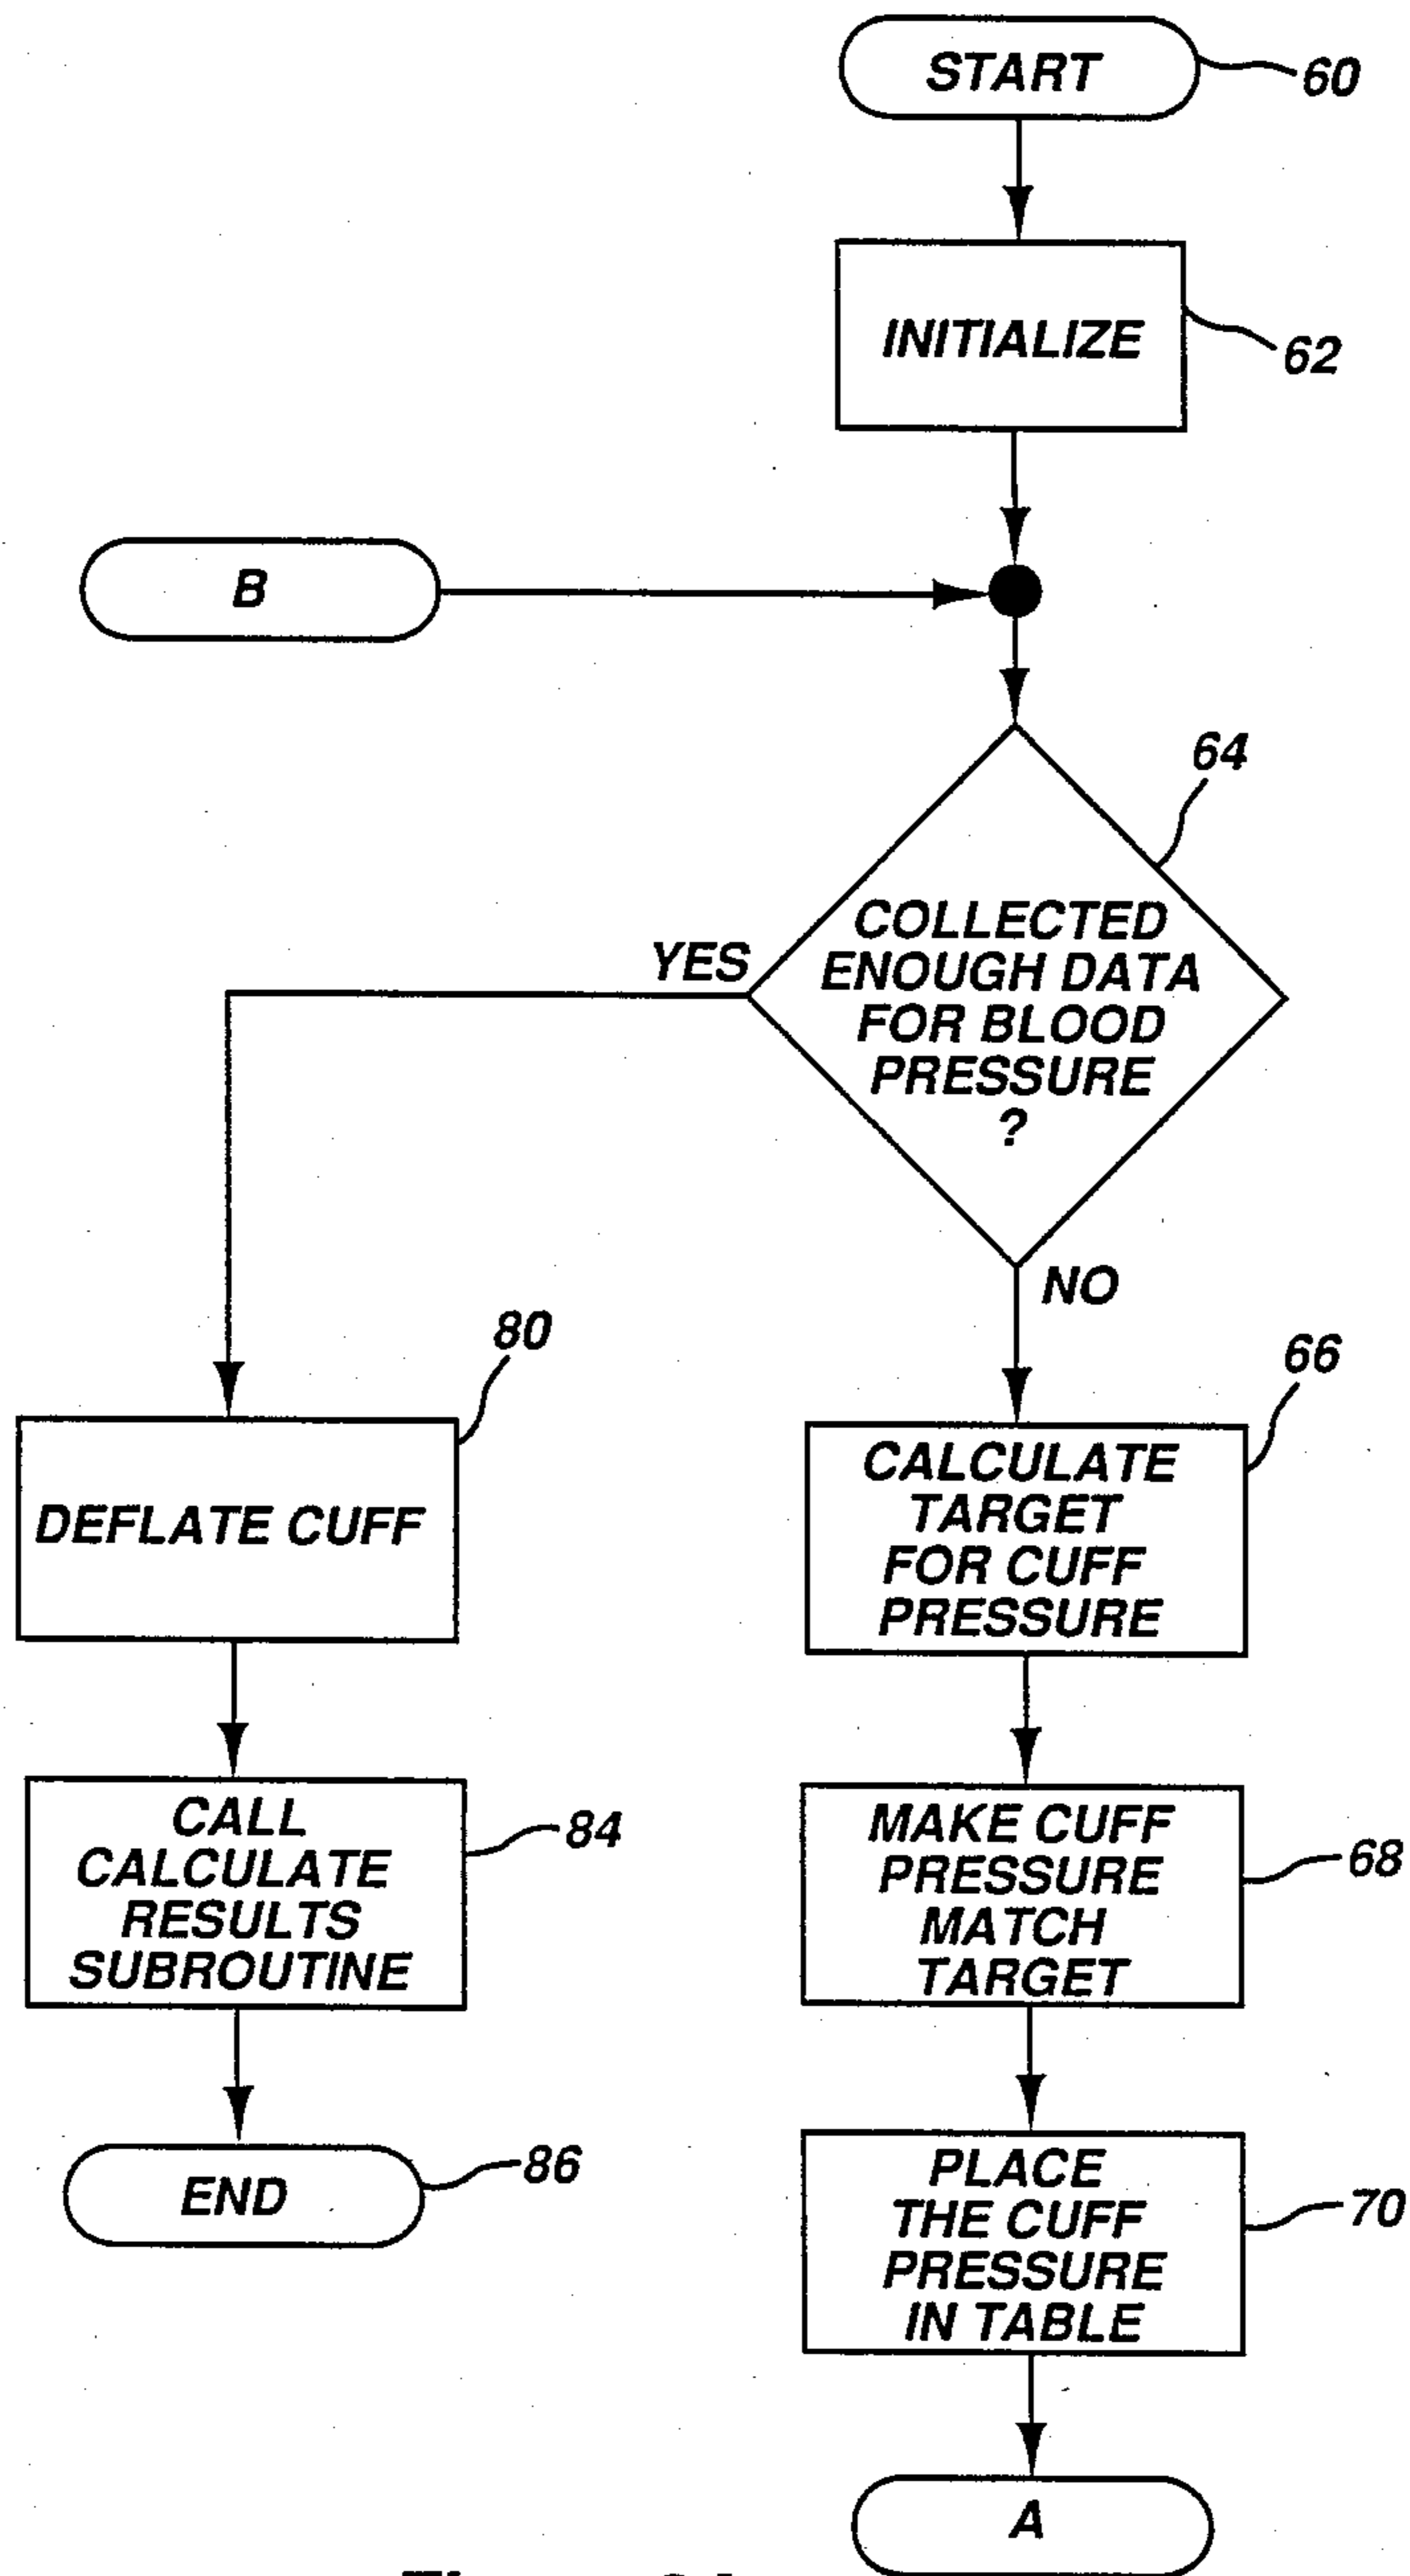 START
60
INITIALIZE
62
B
64
COLLECTED
ENOUGH DATA
FOR BLOOD
PRESSURE
?
YES
NO
80
DEFLATE CUFF
66
CALCULATE
TARGET
FOR CUFF
PRESSURE
CALL
CALCULATE
RESULTS
SUBROUTINE
84
MAKE CUFF
PRESSURE
MATCH
TARGET
68
END
86
PLACE
THE CUFF
PRESSURE
IN TABLE
70
A